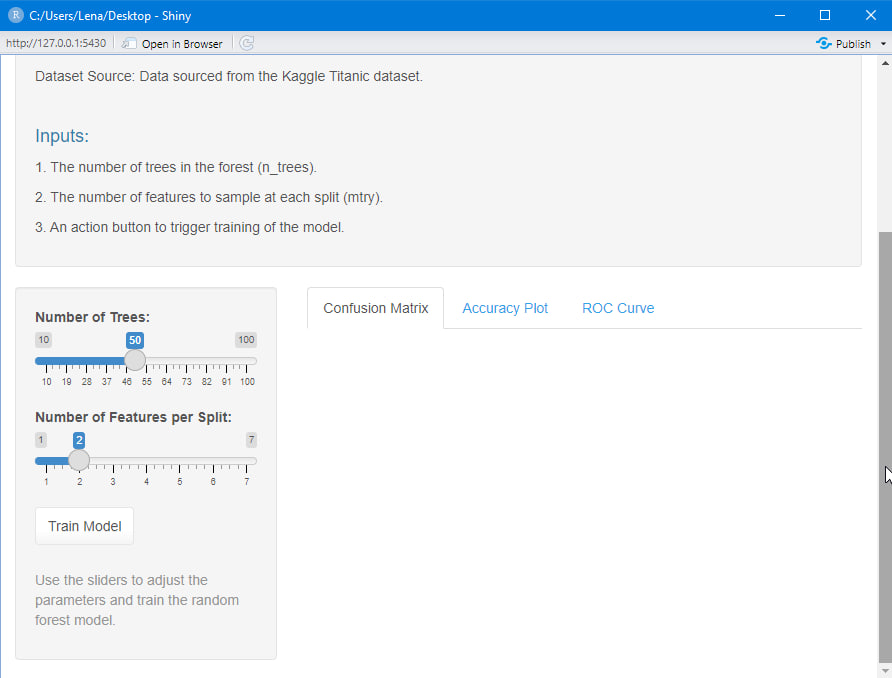 R C:/Users/Lena/Desktop - Shiny
http://127.0.0.1:5430 Open in Browser Publish
Dataset Source: Data sourced from the Kaggle Titanic dataset.
Inputs:
1. The number of trees in the forest (n_trees).
2. The number of features to sample at each split (mtry).
3. An action button to trigger training of the model.
Number of Trees:
10 50 100
10 19 28 37 46 55 64 73 82 91 100
Number of Features per Split:
1 2 7
1 2 3 4 5 6 7
Train Model
Use the sliders to adjust the
parameters and train the random
forest model.
Confusion Matrix Accuracy Plot ROC Curve